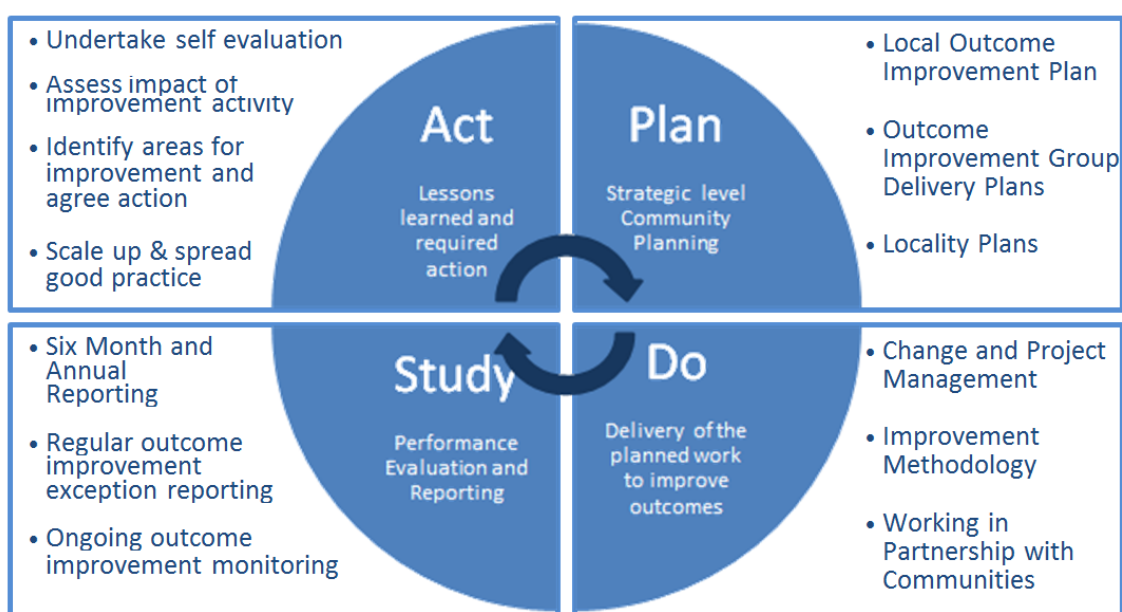 • Undertake self evaluation
• Assess impact of
improvement activity
• Identify areas for
improvement and
agree action
• Scale up & spread
good practice
Act
Lessons
learned and
required
action
Plan
Strategic level
Community
Planning
• Local Outcome
Improvement Plan
• Outcome
Improvement Group
Delivery Plans
• Locality Plans
• Six Month and
Annual
Reporting
• Regular outcome
improvement
exception reporting
• Ongoing outcome
improvement monitoring
Study
Performance
Evaluation and
Reporting
Do
Delivery of the
planned work
to improve
outcomes
• Change and Project
Management
• Improvement
Methodology
• Working in
Partnership with
Communities